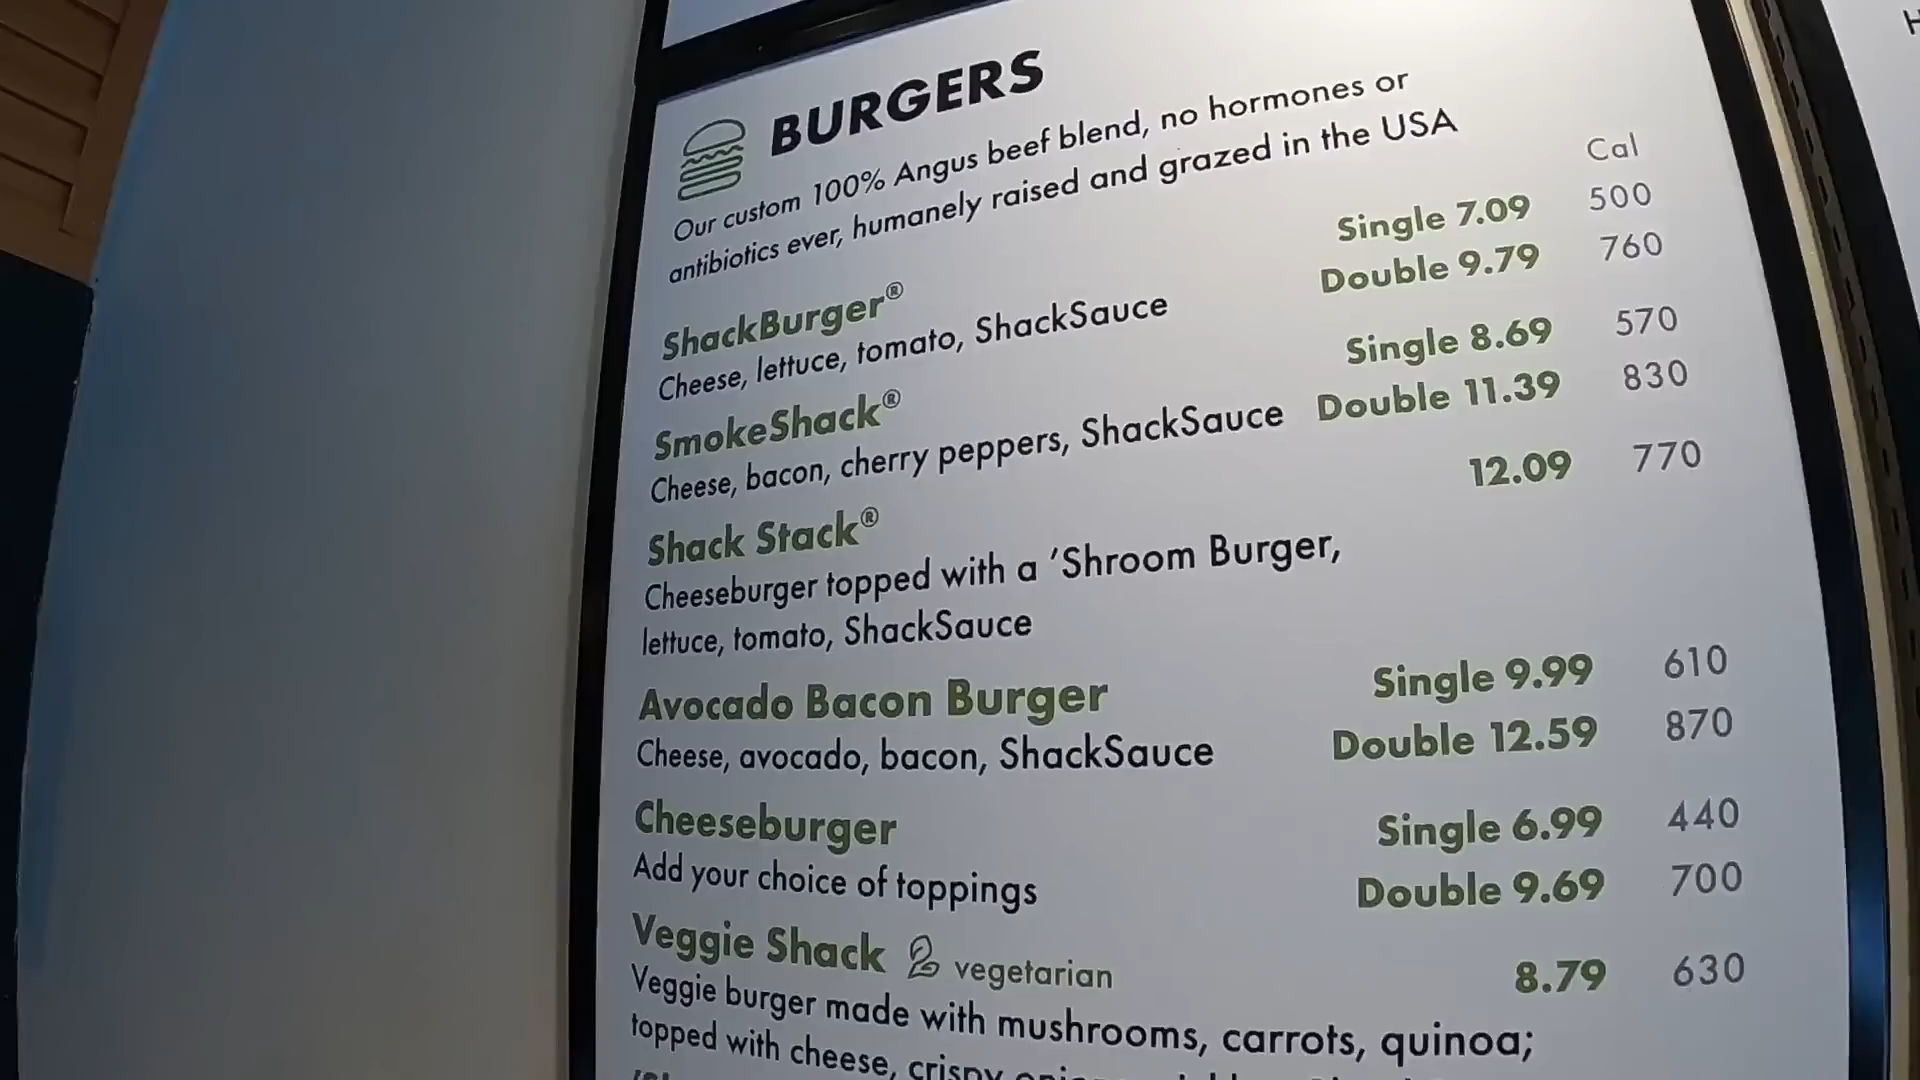 BURGERS
Our custom 100% Angus beef blend, no hormones or
antibiotics ever, humanely raised and grazed in the USA
Cal
ShackBurger® Single 7.09 500
Cheese, lettuce, tomato, ShackSauce Double 9.79 760
SmokeShack® Single 8.69 570
Cheese, bacon, cherry peppers, ShackSauce Double 11.39 830
Shack Stack® 12.09 770
Cheeseburger topped with a 'Shroom Burger,
lettuce, tomato, ShackSauce
Avocado Bacon Burger Single 9.99 610
Cheese, avocado, bacon, ShackSauce Double 12.59 870
Cheeseburger Single 6.99 440
Add your choice of toppings Double 9.69 700
Veggie Shack vegetarian 8.79 630
Veggie burger made with mushrooms, carrots, quinoa;
topped with cheese, crispy